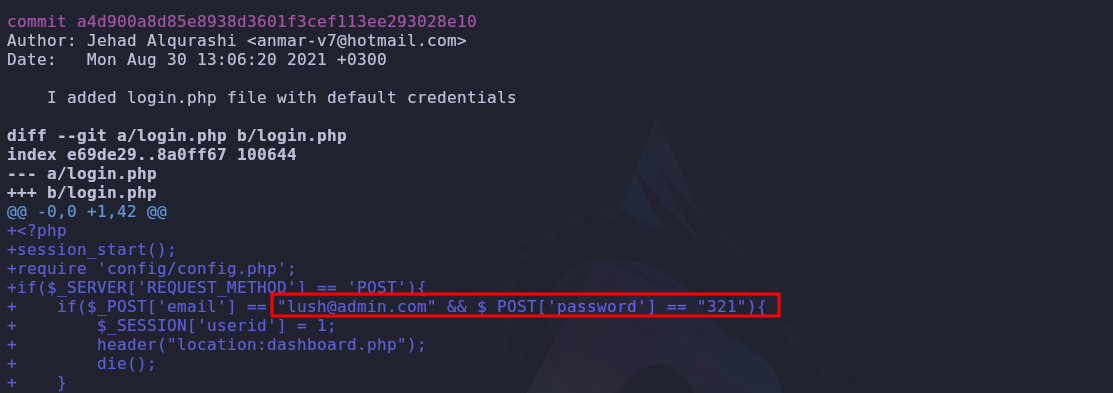 commit a4d900a8d85e8938d3601f3cef113ee293028e10
Author: Jehad Alqurashi <anmar-v7@hotmail.com>
Date:   Mon Aug 30 13:06:20 2021 +0300
    I added login.php file with default credentials
diff --git a/login.php b/login.php
index e69de29..8a0ff67 100644
--- a/login.php
+++ b/login.php
@@ -0,0 +1,42 @@
+<?php
+session_start();
+require 'config/config.php';
+if($_SERVER['REQUEST_METHOD'] == 'POST'){
+    if($_POST['email'] == "lush@admin.com" && $_POST['password'] == "321"){
+        $_SESSION['userid'] = 1;
+        header("location:dashboard.php");
+        die();
+    }